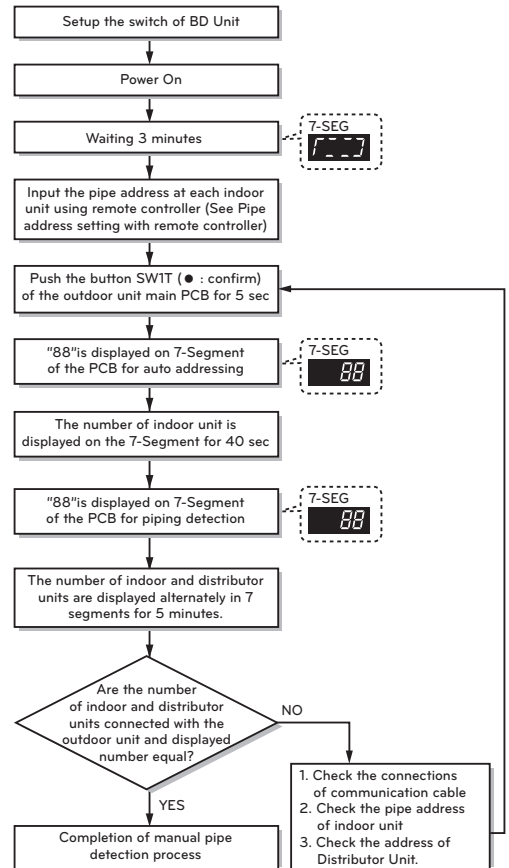 Setup the switch of BD Unit
Power On
Waiting 3 minutes
7-SEG
Input the pipe address at each indoor
unit using remote controller (See Pipe
address setting with remote controller)
Push the button SW1T (● : confirm)
of the outdoor unit main PCB for 5 sec
"88"is displayed on 7-Segment
of the PCB for auto addressing
7-SEG
88
The number of indoor unit is
displayed on the 7-Segment for 40 sec
"88"is displayed on 7-Segment
of the PCB for piping detection
7-SEG
88
The number of indoor and distributor
units are displayed alternately in 7
segments for 5 minutes.
Are the number
of indoor and distributor
units connected with the
outdoor unit and displayed
number equal?
NO
YES
1. Check the connections
of communication cable
2. Check the pipe address
of indoor unit
3. Check the address of
Distributor Unit.
Completion of manual pipe
detection process